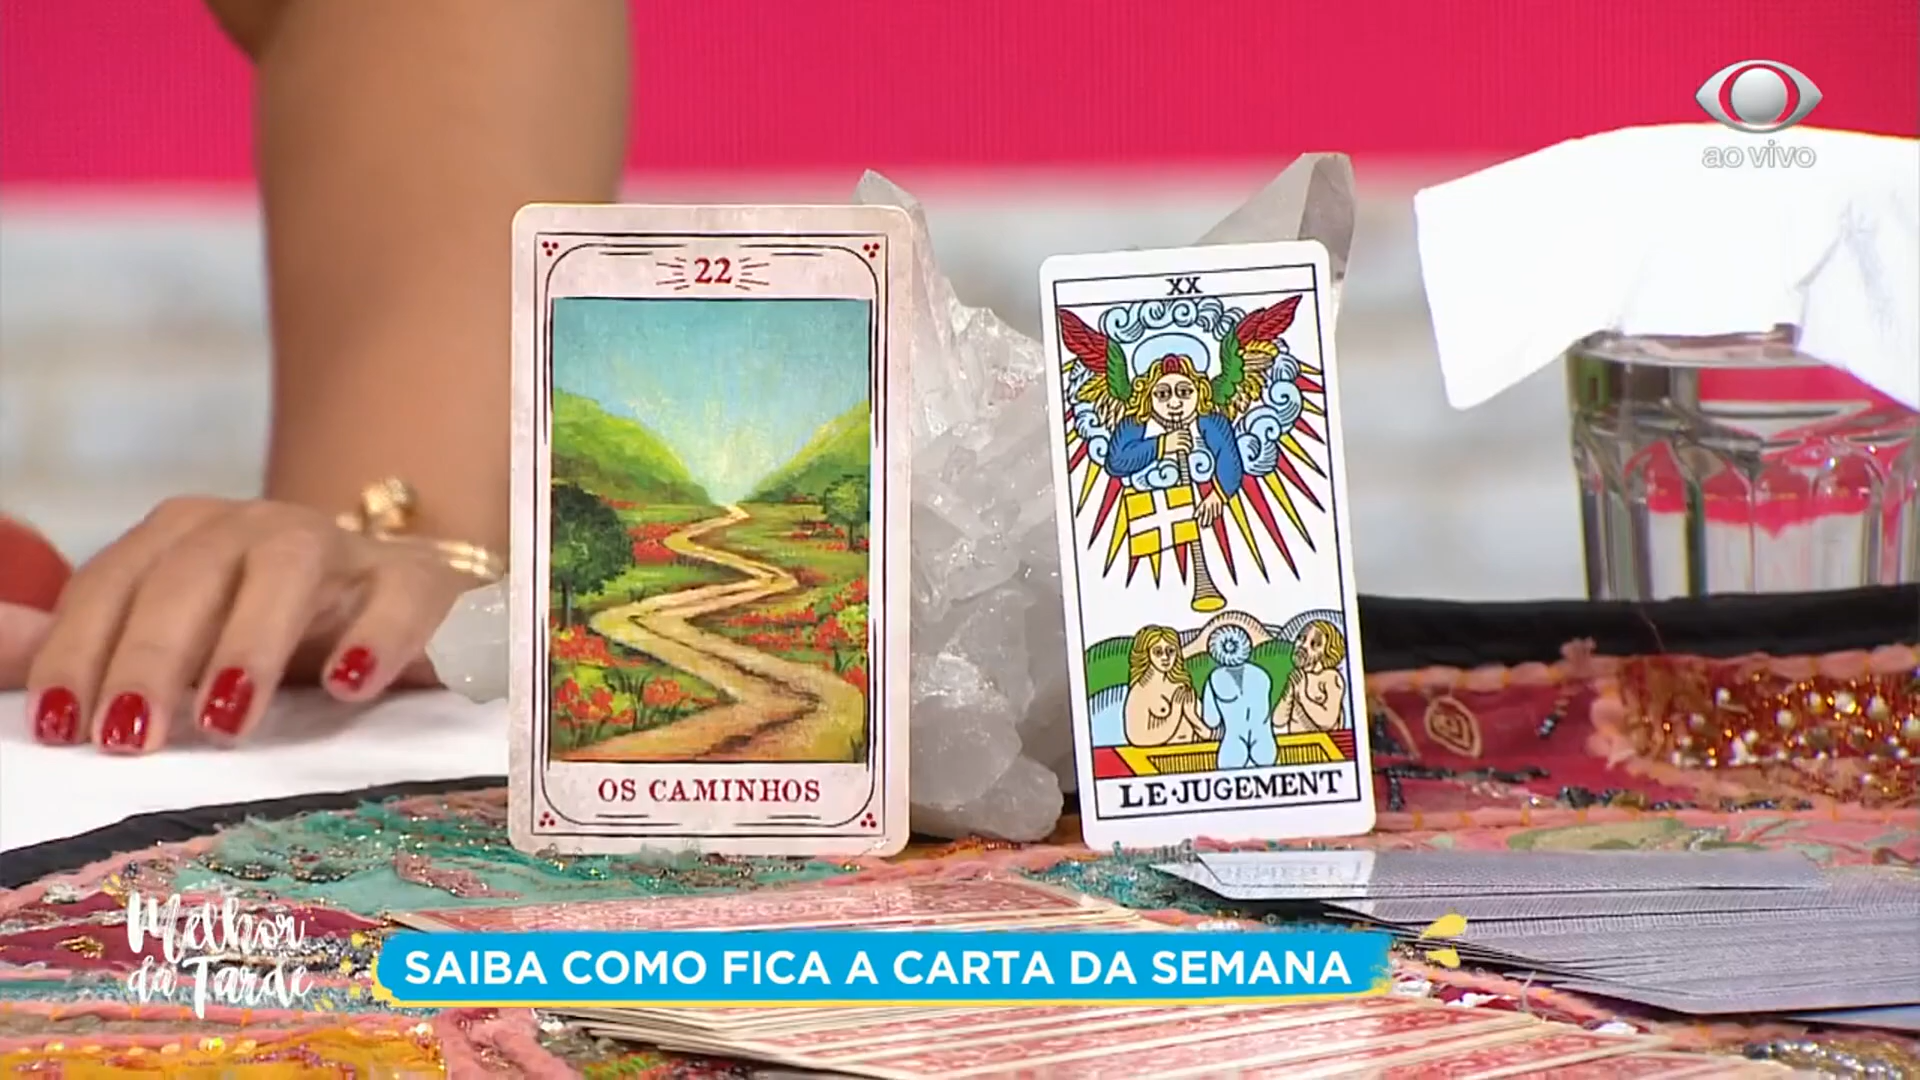 ao vivo
22
OS CAMINHOS
XX
LE·JUGEMENT
Melhor
da Tarde
SAIBA COMO FICA A CARTA DA SEMANA